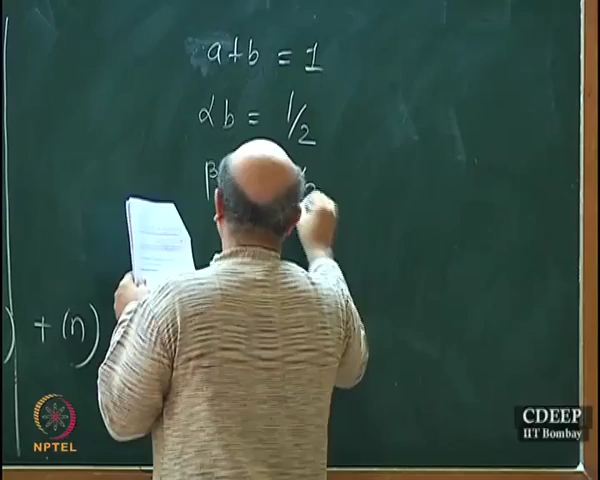 a+b = 1
αb = 1/2
β
) + (n)
NPTEL
CDEEP
IIT Bombay